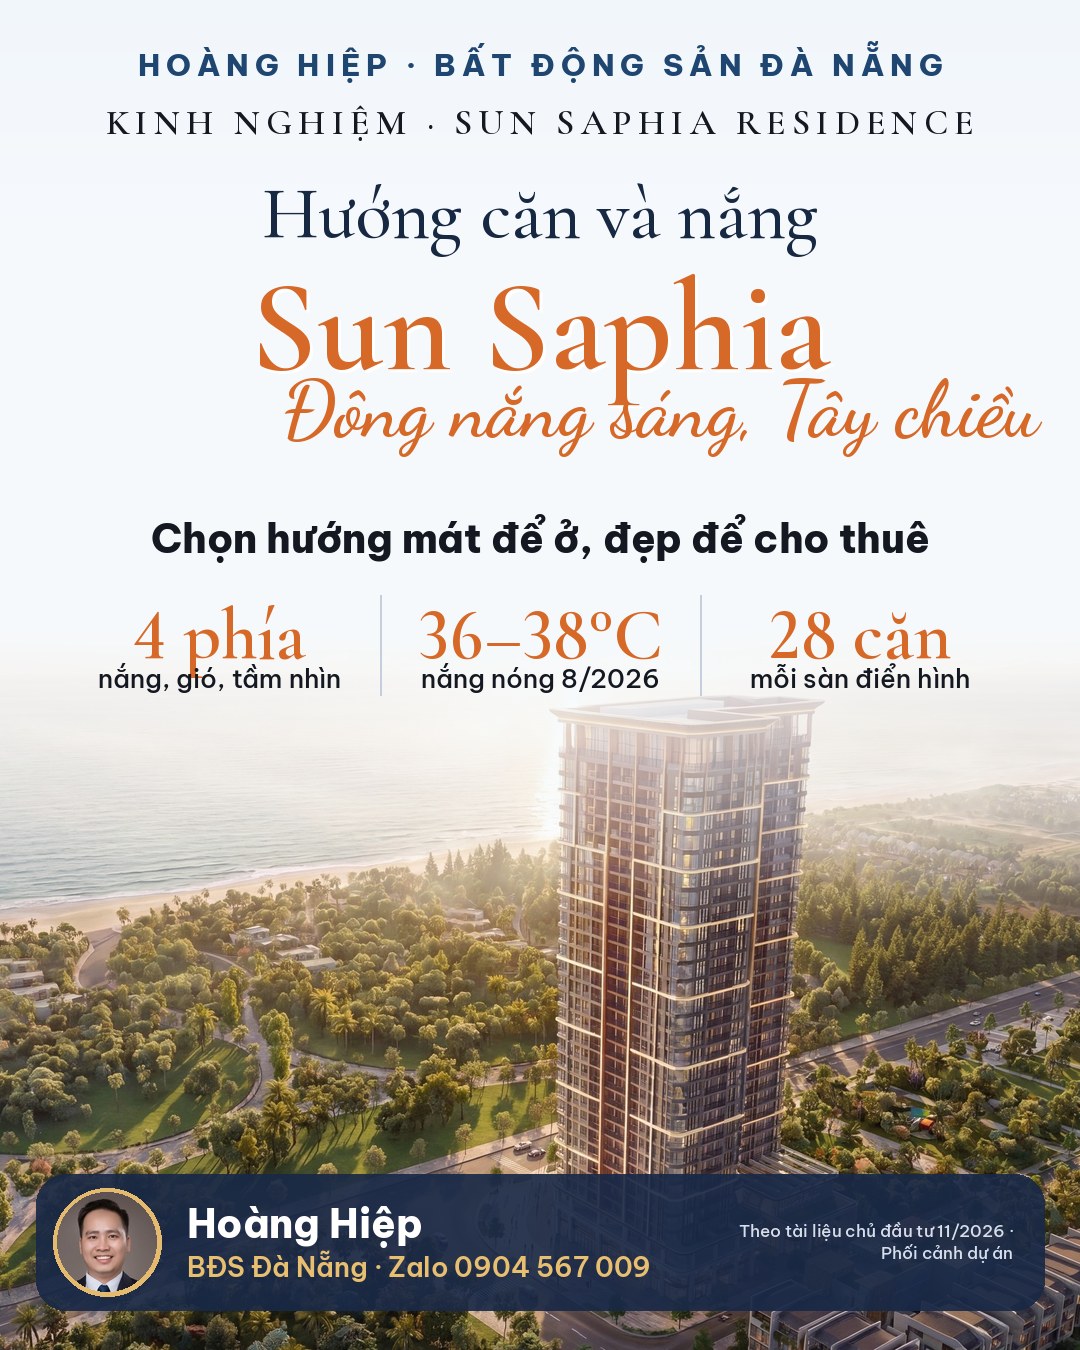 HOÀNG HIỆP · BẤT ĐỘNG SẢN ĐÀ NẴNG
KINH NGHIỆM · SUN SAPHIA RESIDENCE
Hướng căn và nắng
Sun Saphia
Đông nắng sáng, Tây chiều
Chọn hướng mát để ở, đẹp để cho thuê
4 phía
nắng, gió, tầm nhìn
36–38°C
nắng nóng 8/2026
28 căn
mỗi sàn điển hình
Hoàng Hiệp
BĐS Đà Nẵng · Zalo 0904 567 009
Theo tài liệu chủ đầu tư 11/2026 ·
Phối cảnh dự án